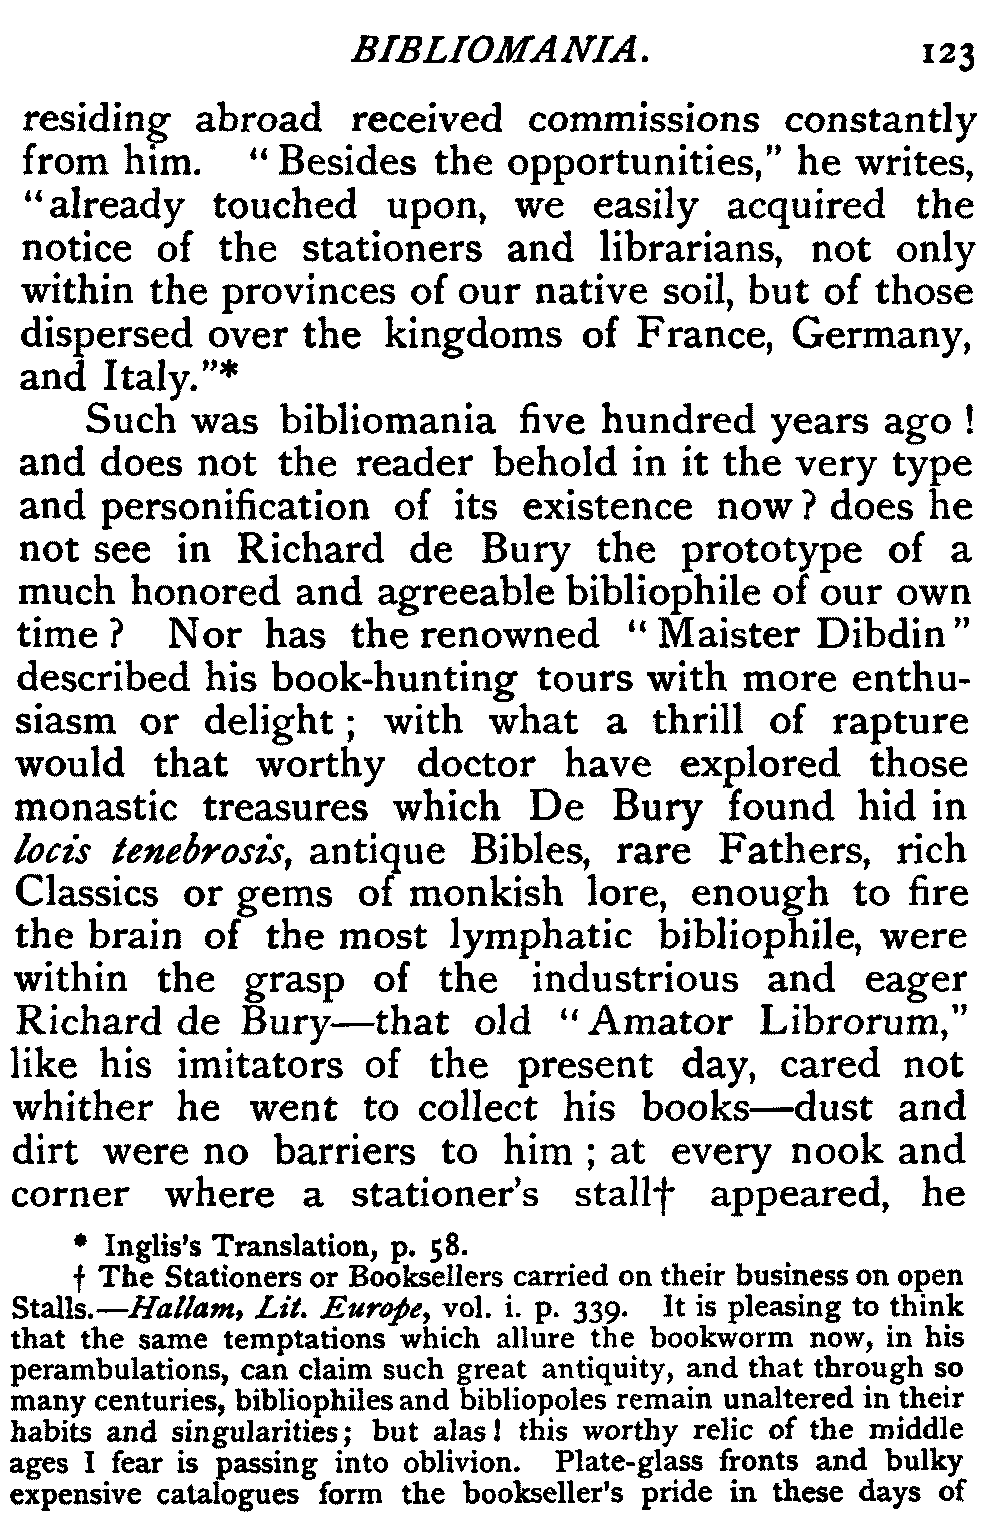 BIBLIOMANIA. 123
residing abroad received commissions constantly
from him. “Besides the opportunities,” he writes,
“already touched upon, we easily acquired the
notice of the stationers and librarians, not only
within the provinces of our native soil, but of those
dispersed over the kingdoms of France, Germany,
and Italy.”*
Such was bibliomania five hundred years ago !
and does not the reader behold in it the very type
and personification of its existence now ? does he
not see in Richard de Bury the prototype of a
much honored and agreeable bibliophile of our own
time ? Nor has the renowned “Maister Dibdin”
described his book-hunting tours with more enthu-
siasm or delight ; with what a thrill of rapture
would that worthy doctor have explored those
monastic treasures which De Bury found hid in
locis tenebrosis, antique Bibles, rare Fathers, rich
Classics or gems of monkish lore, enough to fire
the brain of the most lymphatic bibliophile, were
within the grasp of the industrious and eager
Richard de Bury—that old “Amator Librorum,”
like his imitators of the present day, cared not
whither he went to collect his books—dust and
dirt were no barriers to him ; at every nook and
corner where a stationer’s stall† appeared, he
* Inglis’s Translation, p. 58.
† The Stationers or Booksellers carried on their business on open
Stalls.—Hallam, Lit. Europe, vol. i. p. 339. It is pleasing to think
that the same temptations which allure the bookworm now, in his
perambulations, can claim such great antiquity, and that through so
many centuries, bibliophiles and bibliopoles remain unaltered in their
habits and singularities; but alas! this worthy relic of the middle
ages I fear is passing into oblivion. Plate-glass fronts and bulky
expensive catalogues form the bookseller’s pride in these days of